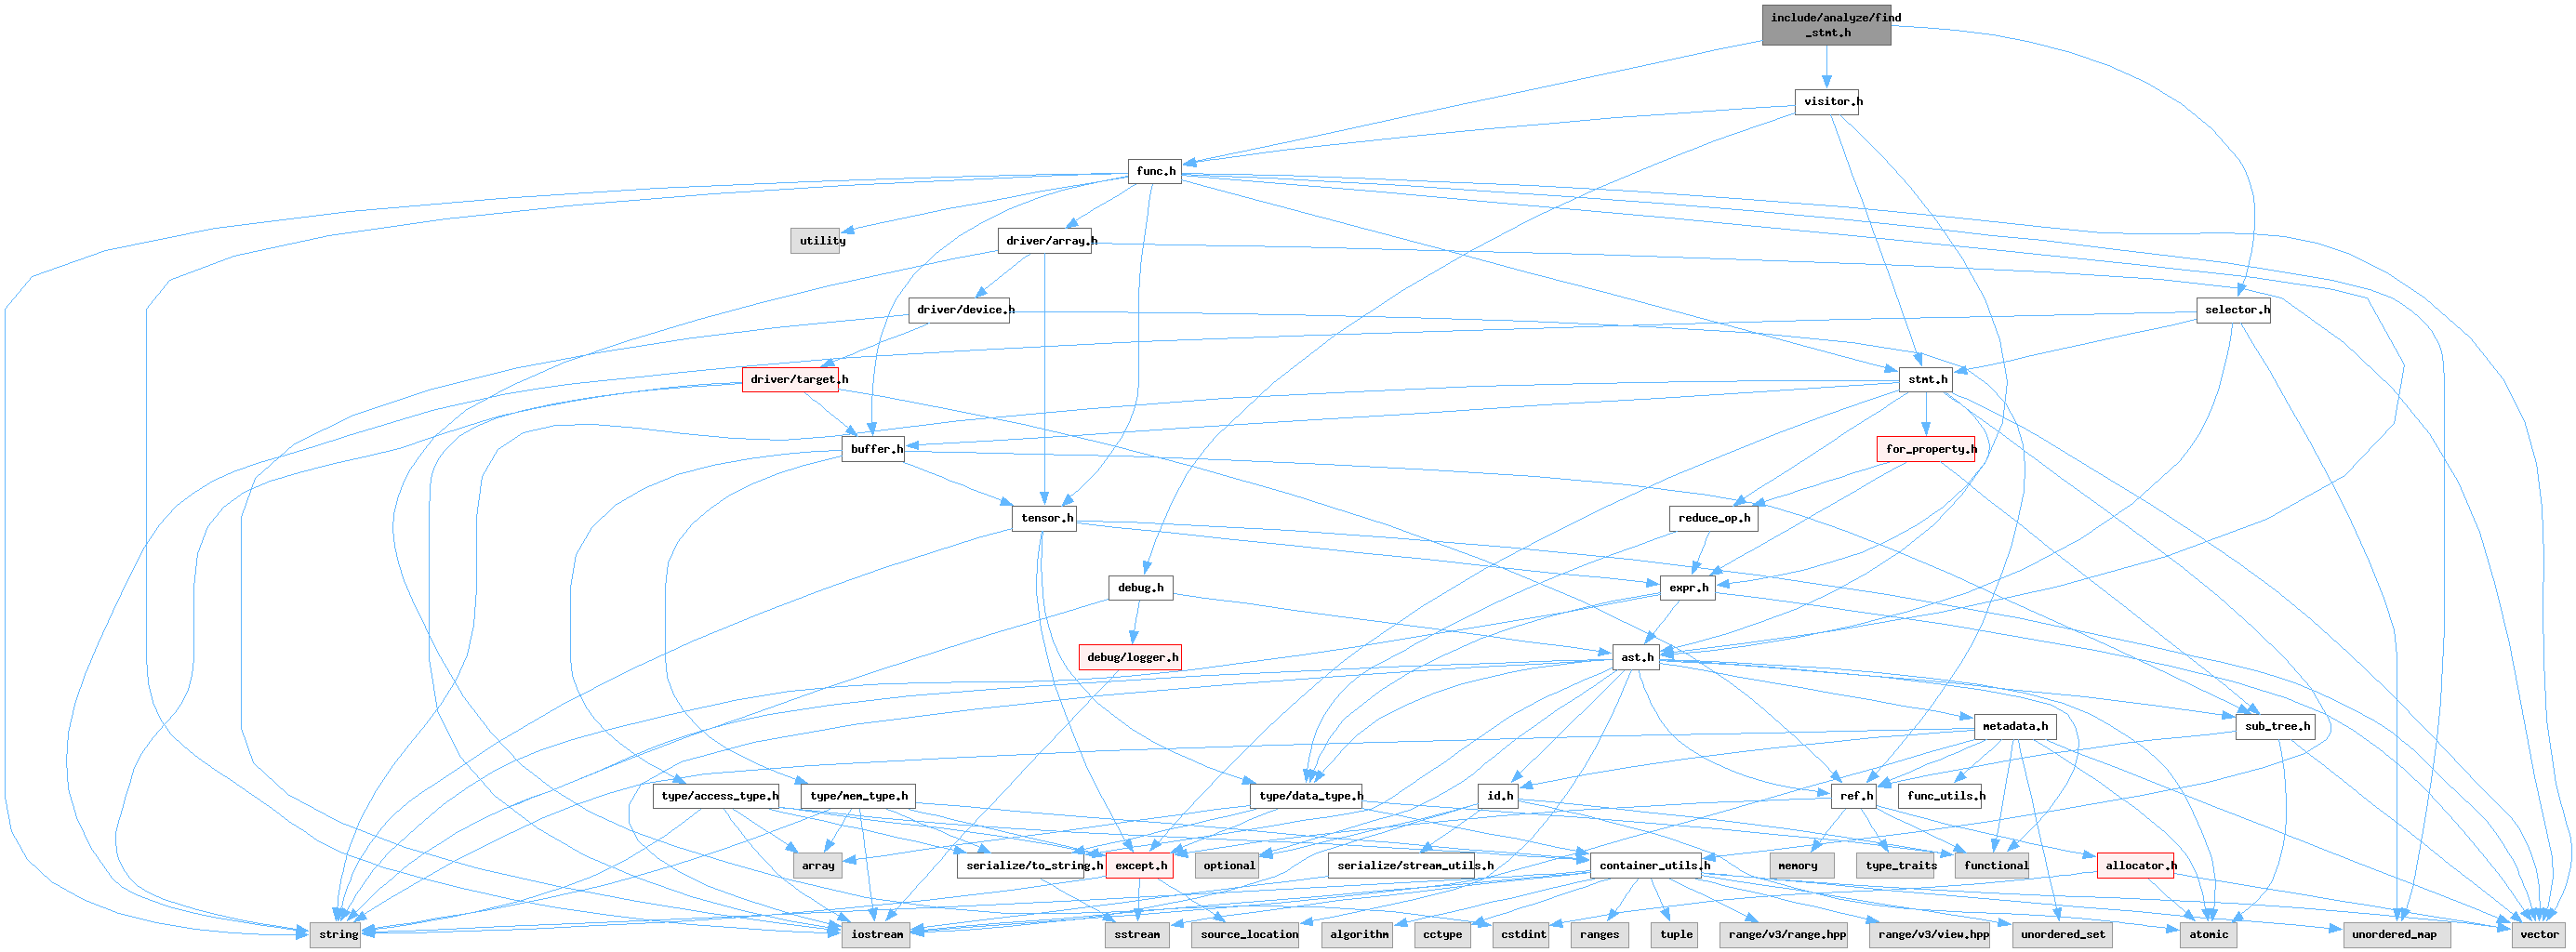 include/analyze/find
_stmt.h
visitor.h
func.h
utility
driver/array.h
driver/device.h
selector.h
driver/target.h
stmt.h
buffer.h
for_property.h
tensor.h
reduce_op.h
debug.h
expr.h
debug/logger.h
ast.h
metadata.h
sub_tree.h
type/access_type.h
type/mem_type.h
type/data_type.h
id.h
ref.h
func_utils.h
array
serialize/to_string.h
except.h
optional
serialize/stream_utils.h
container_utils.h
memory
type_traits
functional
allocator.h
string
iostream
sstream
source_location
algorithm
cctype
cstdint
ranges
tuple
range/v3/range.hpp
range/v3/view.hpp
unordered_set
atomic
unordered_map
vector